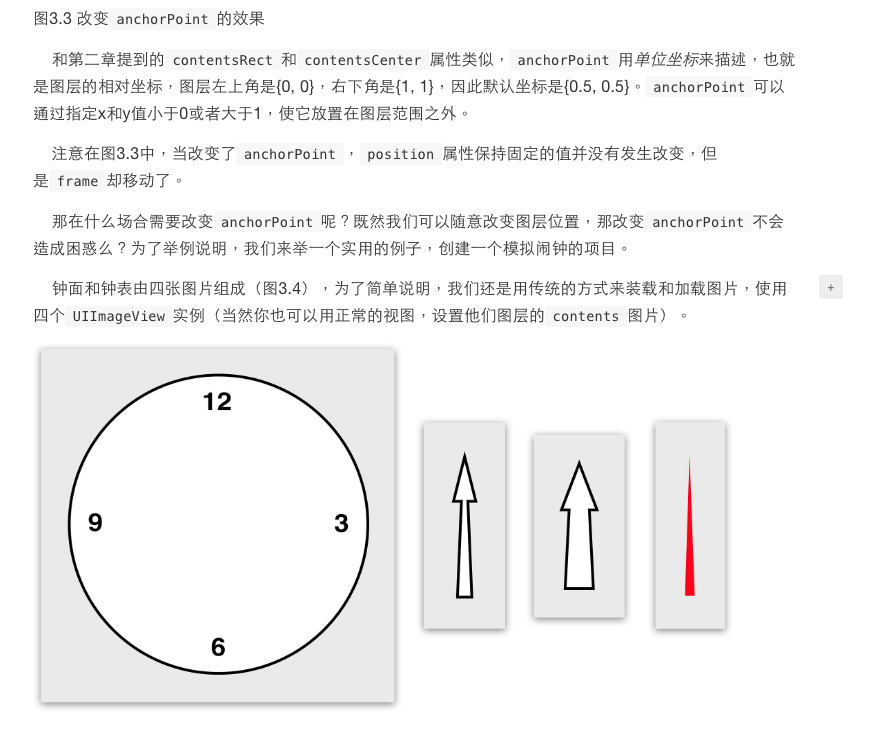 图3.3 改变 anchorPoint 的效果
和第二章提到的 contentsRect 和 contentsCenter 属性类似，anchorPoint 用单位坐标来描述，也就
是图层的相对坐标，图层左上角是{0, 0}，右下角是{1, 1}，因此默认坐标是{0.5, 0.5}。anchorPoint 可以
通过指定x和y值小于0或者大于1，使它放置在图层范围之外。
注意在图3.3中，当改变了 anchorPoint ，position 属性保持固定的值并没有发生改变，但
是 frame 却移动了。
那在什么场合需要改变 anchorPoint 呢？既然我们可以随意改变图层位置，那改变 anchorPoint 不会
造成困惑么？为了举例说明，我们来举一个实用的例子，创建一个模拟闹钟的项目。
钟面和钟表由四张图片组成（图3.4），为了简单说明，我们还是用传统的方式来装载和加载图片，使用
四个 UIImageView 实例（当然你也可以用正常的视图，设置他们图层的 contents 图片）。
+
12
9 3
6